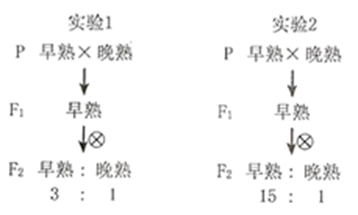 实验1
P 早熟×晚熟
F₁ 早熟
⊗
F₂ 早熟：晚熟
3 ： 1
实验2
P 早熟×晚熟
F₁ 早熟
⊗
F₂ 早熟：晚熟
15 ： 1